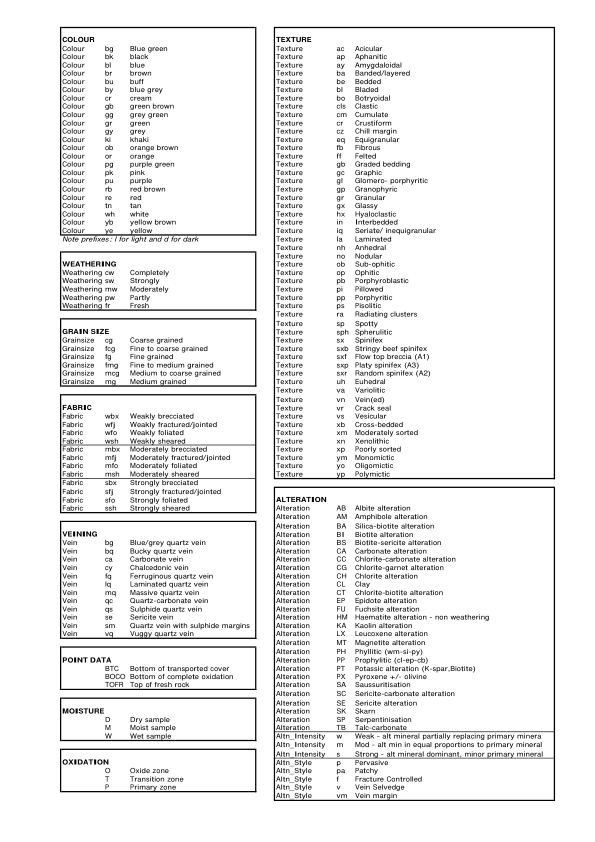 COLOUR
Colour bg Blue green
Colour bk black
Colour bl blue
Colour br brown
Colour bu buff
Colour by blue grey
Colour cr cream
Colour gb green brown
Colour gg grey green
Colour gr green
Colour gy grey
Colour ki khaki
Colour ob orange brown
Colour or orange
Colour pg purple green
Colour pk pink
Colour pu purple
Colour rb red brown
Colour re red
Colour tn tan
Colour wh white
Colour yb yellow brown
Colour ye yellow
Note prefixes: l for light and d for dark
WEATHERING
Weathering cw Completely
Weathering sw Strongly
Weathering mw Moderately
Weathering pw Partly
Weathering fr Fresh
GRAIN SIZE
Grainsize cg Coarse grained
Grainsize fcg Fine to coarse grained
Grainsize fg Fine grained
Grainsize fmg Fine to medium grained
Grainsize mcg Medium to coarse grained
Grainsize mg Medium grained
FABRIC
Fabric wbx Weakly brecciated
Fabric wfj Weakly fractured/jointed
Fabric wfo Weakly foliated
Fabric wsh Weakly sheared
Fabric mbx Moderately brecciated
Fabric mfj Moderately fractured/jointed
Fabric mfo Moderately foliated
Fabric msh Moderately sheared
Fabric sbx Strongly brecciated
Fabric sfj Strongly fractured/jointed
Fabric sfo Strongly foliated
Fabric ssh Strongly sheared
VEINING
Vein bg Blue/grey quartz vein
Vein bq Bucky quartz vein
Vein ca Carbonate vein
Vein cy Chalcedonic vein
Vein fq Ferruginous quartz vein
Vein lq Laminated quartz vein
Vein mq Massive quartz vein
Vein qc Quartz-carbonate vein
Vein qs Sulphide quartz vein
Vein se Sericite vein
Vein sm Quartz vein with sulphide margins
Vein vq Vuggy quartz vein
POINT DATA
BTC Bottom of transported cover
BOCO Bottom of complete oxidation
TOFR Top of fresh rock
MOISTURE
D Dry sample
M Moist sample
W Wet sample
OXIDATION
O Oxide zone
T Transition zone
P Primary zone
TEXTURE
Texture ac Acicular
Texture ap Aphanitic
Texture ay Amygdaloidal
Texture ba Banded/layered
Texture be Bedded
Texture bl Bladed
Texture bo Botryoidal
Texture cls Clastic
Texture cm Cumulate
Texture cr Crustiform
Texture cz Chill margin
Texture eq Equigranular
Texture fb Fibrous
Texture ff Felted
Texture gb Graded bedding
Texture gc Graphic
Texture gl Glomero- porphyritic
Texture gp Granophyric
Texture gr Granular
Texture gx Glassy
Texture hx Hyaloclastic
Texture in Interbedded
Texture iq Seriate/ inequigranular
Texture la Laminated
Texture nh Anhedral
Texture no Nodular
Texture ob Sub-ophitic
Texture op Ophitic
Texture pb Porphyroblastic
Texture pi Pillowed
Texture pp Porphyritic
Texture ps Pisolitic
Texture ra Radiating clusters
Texture sp Spotty
Texture sph Spherulitic
Texture sx Spinifex
Texture sxb Stringy beef spinifex
Texture sxf Flow top breccia (A1)
Texture sxp Platy spinifex (A3)
Texture sxr Random spinifex (A2)
Texture uh Euhedral
Texture va Variolitic
Texture vn Vein(ed)
Texture vr Crack seal
Texture vs Vesicular
Texture xb Cross-bedded
Texture xm Moderately sorted
Texture xn Xenolithic
Texture xp Poorly sorted
Texture ym Monomictic
Texture yo Oligomictic
Texture yp Polymictic
ALTERATION
Alteration AB Albite alteration
Alteration AM Amphibole alteration
Alteration BA Silica-biotite alteration
Alteration BI Biotite alteration
Alteration BS Biotite-sericite alteration
Alteration CA Carbonate alteration
Alteration CC Chlorite-carbonate alteration
Alteration CG Chlorite-garnet alteration
Alteration CH Chlorite alteration
Alteration CL Clay
Alteration CT Chlorite-biotite alteration
Alteration EP Epidote alteration
Alteration FU Fuchsite alteration
Alteration HM Haematite alteration - non weathering
Alteration KA Kaolin alteration
Alteration LX Leucoxene alteration
Alteration MT Magnetite alteration
Alteration PH Phyllitic (wm-si-py)
Alteration PP Prophylitic (cl-ep-cb)
Alteration PT Potassic alteration (K-spar,Biotite)
Alteration PX Pyroxene +/- olivine
Alteration SA Saussuritisation
Alteration SC Sericite-carbonate alteration
Alteration SE Sericite alteration
Alteration SK Skarn
Alteration SP Serpentinisation
Alteration TB Talc-carbonate
Altn_Intensity w Weak - alt mineral partially replacing primary minera
Altn_Intensity m Mod - alt min in equal proportions to primary mineral
Altn_Intensity s Strong - alt mineral dominant, minor primary mineral
Altn_Style p Pervasive
Altn_Style pa Patchy
Altn_Style f Fracture Controlled
Altn_Style v Vein Selvedge
Altn_Style vm Vein margin